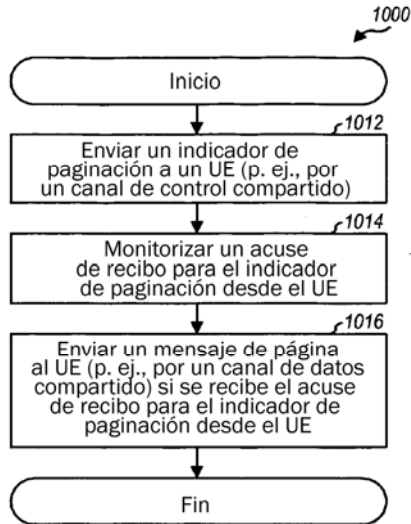 1000
Inicio
1012
Enviar un indicador de
paginación a un UE (p. ej., por
un canal de control compartido)
1014
Monitorizar un acuse
de recibo para el indicador
de paginación desde el UE
1016
Enviar un mensaje de página
al UE (p. ej., por un canal de datos
compartido) si se recibe el acuse
de recibo para el indicador de
paginación desde el UE
Fin